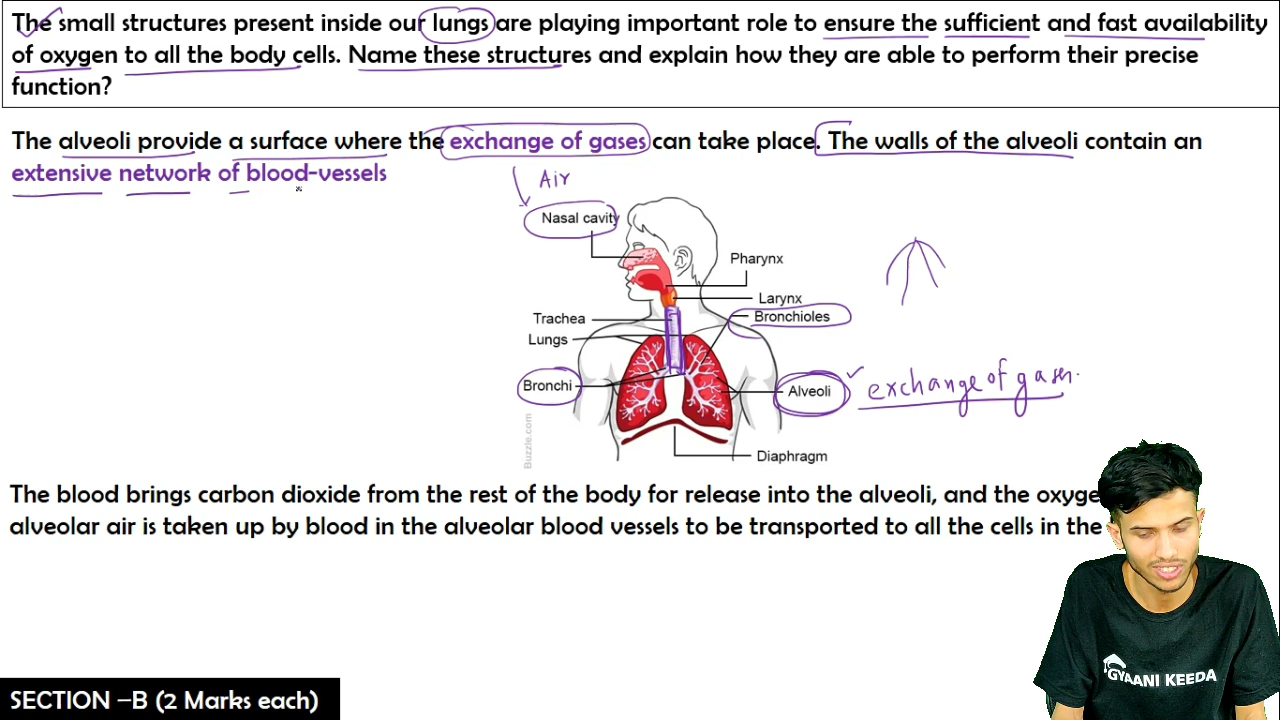 The small structures present inside our lungs are playing important role to ensure the sufficient and fast availability
of oxygen to all the body cells. Name these structures and explain how they are able to perform their precise
function?
The alveoli provide a surface where the exchange of gases can take place. The walls of the alveoli contain an
extensive network of blood-vessels
Air
Nasal cavity
Pharynx
Larynx
Trachea
Bronchioles
Lungs
Bronchi
Alveoli
exchange of gases.
Buzzle.com
Diaphragm
The blood brings carbon dioxide from the rest of the body for release into the alveoli, and the
alveolar air is taken up by blood in the alveolar blood vessels to be transported to all the cells in the
GYAANI KEEDA
SECTION –B (2 Marks each)